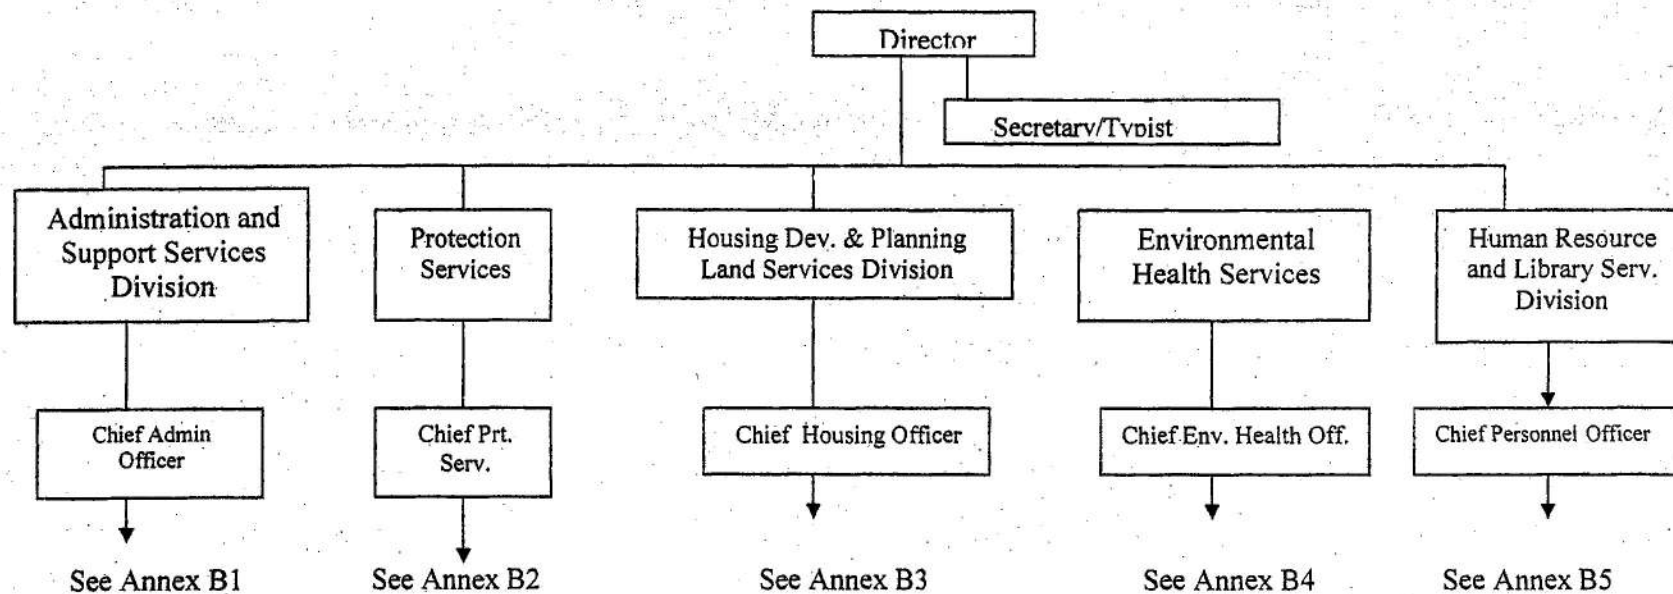 Director
Secretary/Typist
Administration and
Support Services
Division
Protection
Services
Housing Dev. & Planning
Land Services Division
Environmental
Health Services
Human Resource
and Library Serv.
Division
Chief Admin
Officer
Chief Prt.
Serv.
Chief Housing Officer
Chief Env. Health Off.
Chief Personnel Officer
See Annex B1
See Annex B2
See Annex B3
See Annex B4
See Annex B5